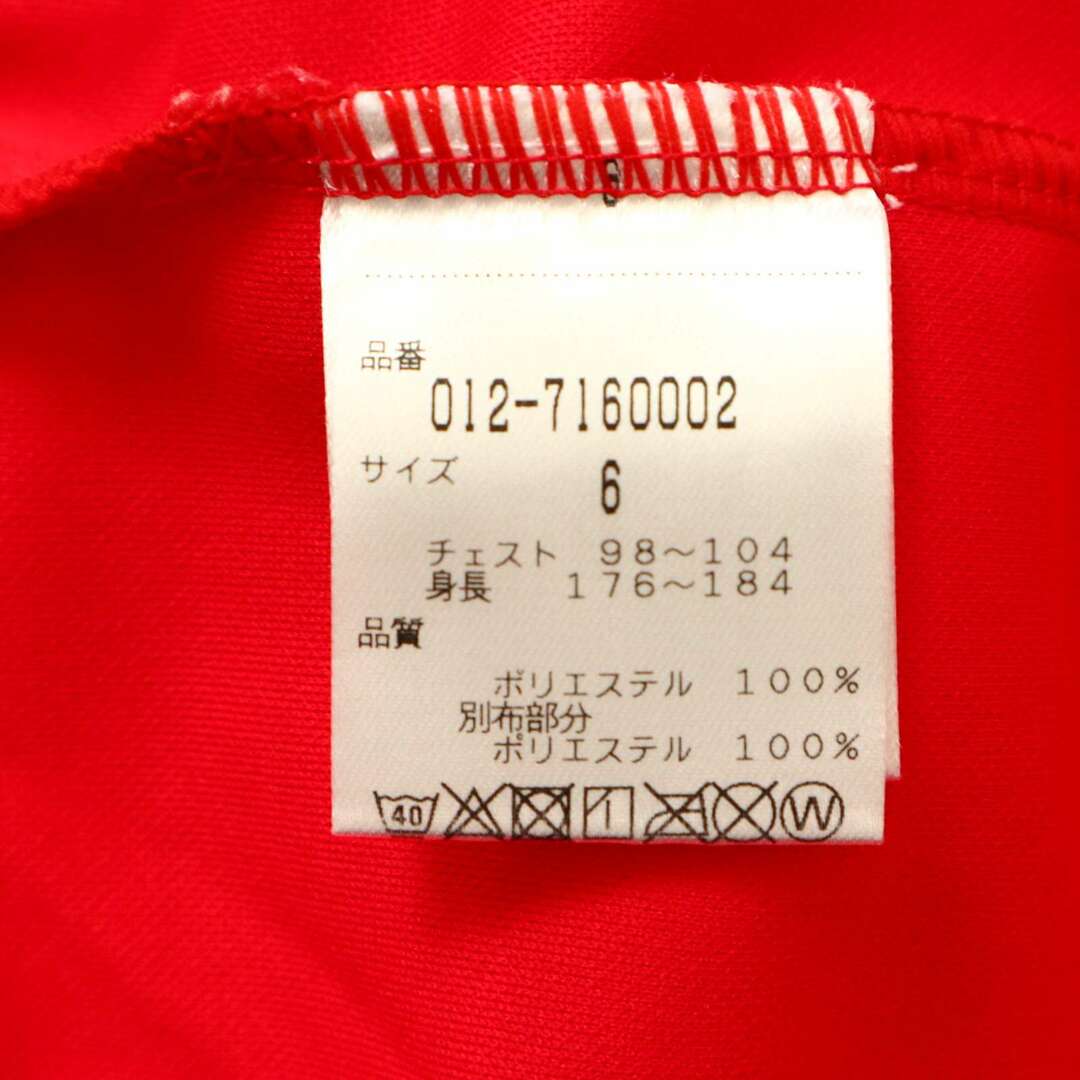 品番
012-7160002
サイズ 6
チェスト 98～104
身長 176～184
品質
ポリエステル 100%
別布部分
ポリエステル 100%
40 W